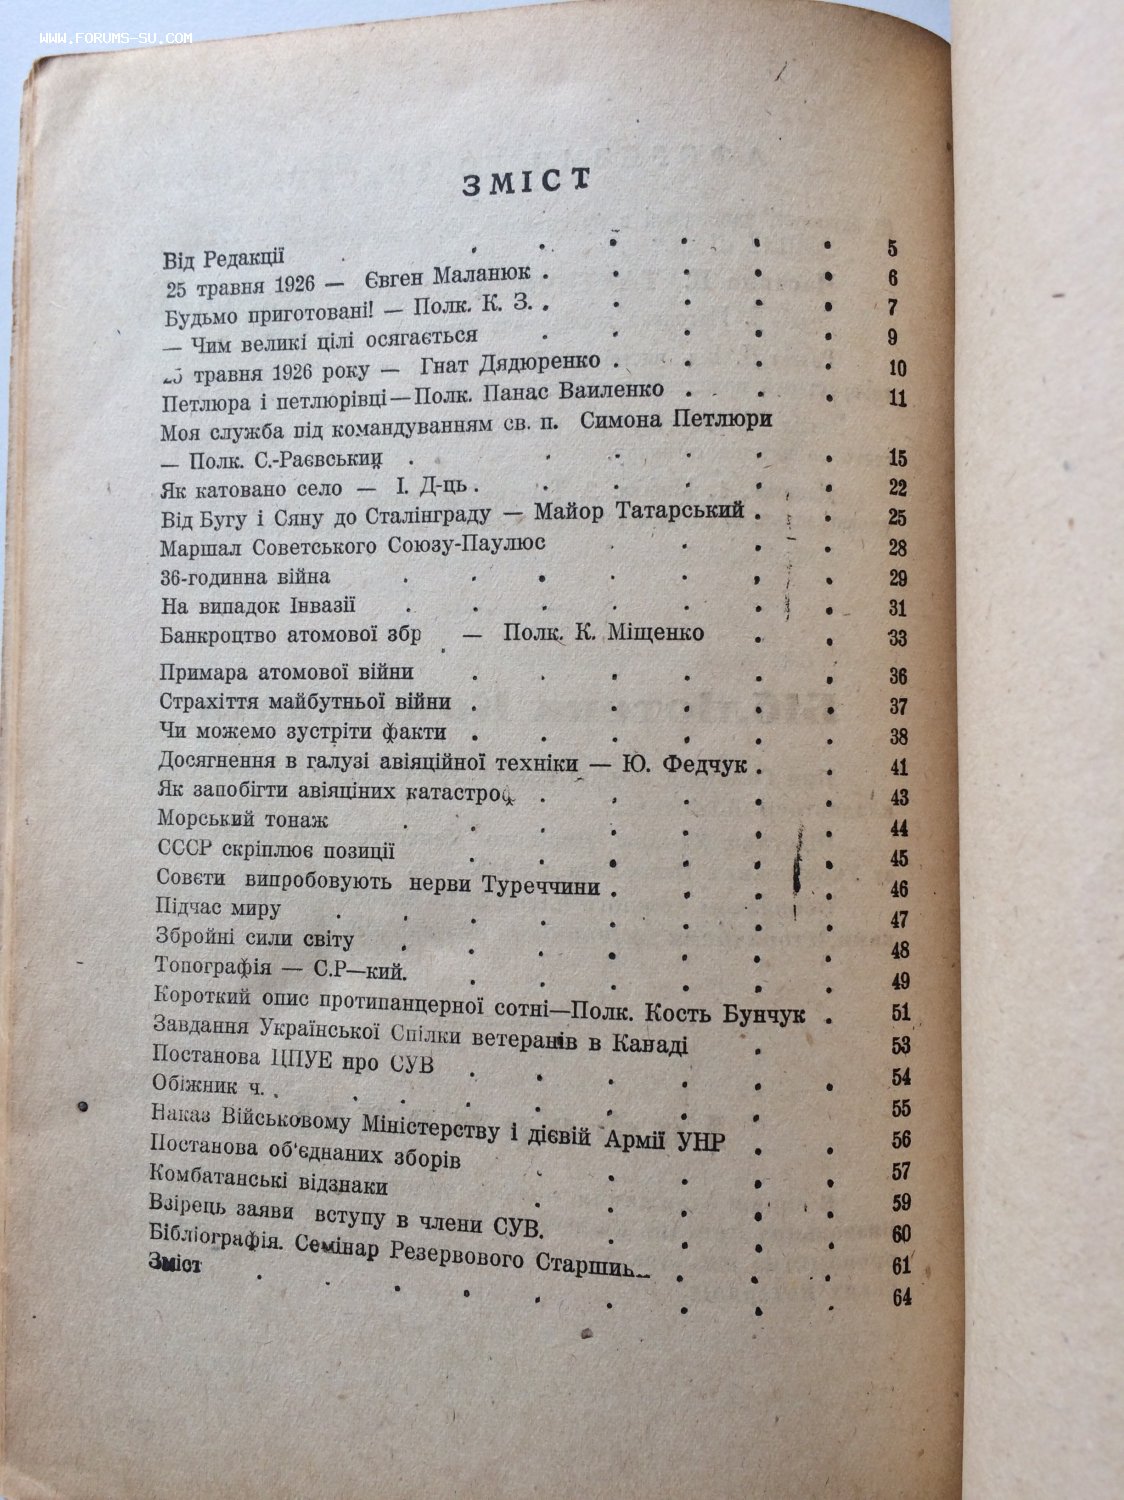 WWW.FORUMS-SU.COM
ЗМІСТ
Від Редакції . . . . . . . 5
25 травня 1926 — Євген Маланюк . . . . . 6
Будьмо приготовані! — Полк. К. З. . . . . . 7
— Чим великі цілі осягається . . . . . 9
травня 1926 року — Гнат Дядюренко . . . . 10
Петлюра і петлюрівці—Полк. Панас Ваиленко . . . 11
Моя служба під командуванням св. п. Симона Петлюри
— Полк. С.-Раєвський . . . . . . 15
Як катовано село — І. Д-ць . . . . . . 22
Від Бугу і Сяну до Сталінграду — Майор Татарський . . 25
Маршал Советського Союзу-Паулюс . . . . 28
36-годинна війна . . . . . . . 29
На випадок Інвазії . . . . . . . 31
Банкроцтво атомової збр — Полк. К. Міщенко . . 33
Примара атомової війни . . . . . . 36
Страхіття майбутньої війни . . . . . 37
Чи можемо зустріти факти . . . . . . 38
Досягнення в галузі авіяційної техніки — Ю. Федчук . . 41
Як запобігти авіяціних . . . . . 43
Морський тонаж . . . . . . . 44
СССР скріплює позиції . . . . . . 45
Совєти випробовують нерви Туреччини . . . . 46
Підчас миру . . . . . . . . 47
Збройні сили світу . . . . . . . 48
Топографія — С.Р—кий. . . . . . . 49
Короткий опис протипанцерної сотні—Полк. Кость Бунчук . 51
Завдання Української Спілки ветеранів в Канаді . 53
Постанова ЦПУЕ про СУВ . . . . . . 54
Обіжник ч. . . . . . . . . 55
Наказ Військовому Міністерству і дієвій Армії УНР . . 56
Постанова об'єднаних зборів . . . . . 57
Комбатанські відзнаки . . . . . 59
Взірець заяви вступу в члени СУВ. . . . . 60
Бібліографія. Семінар Резервового . . . 61
Зміст . . . . . . . . . 64